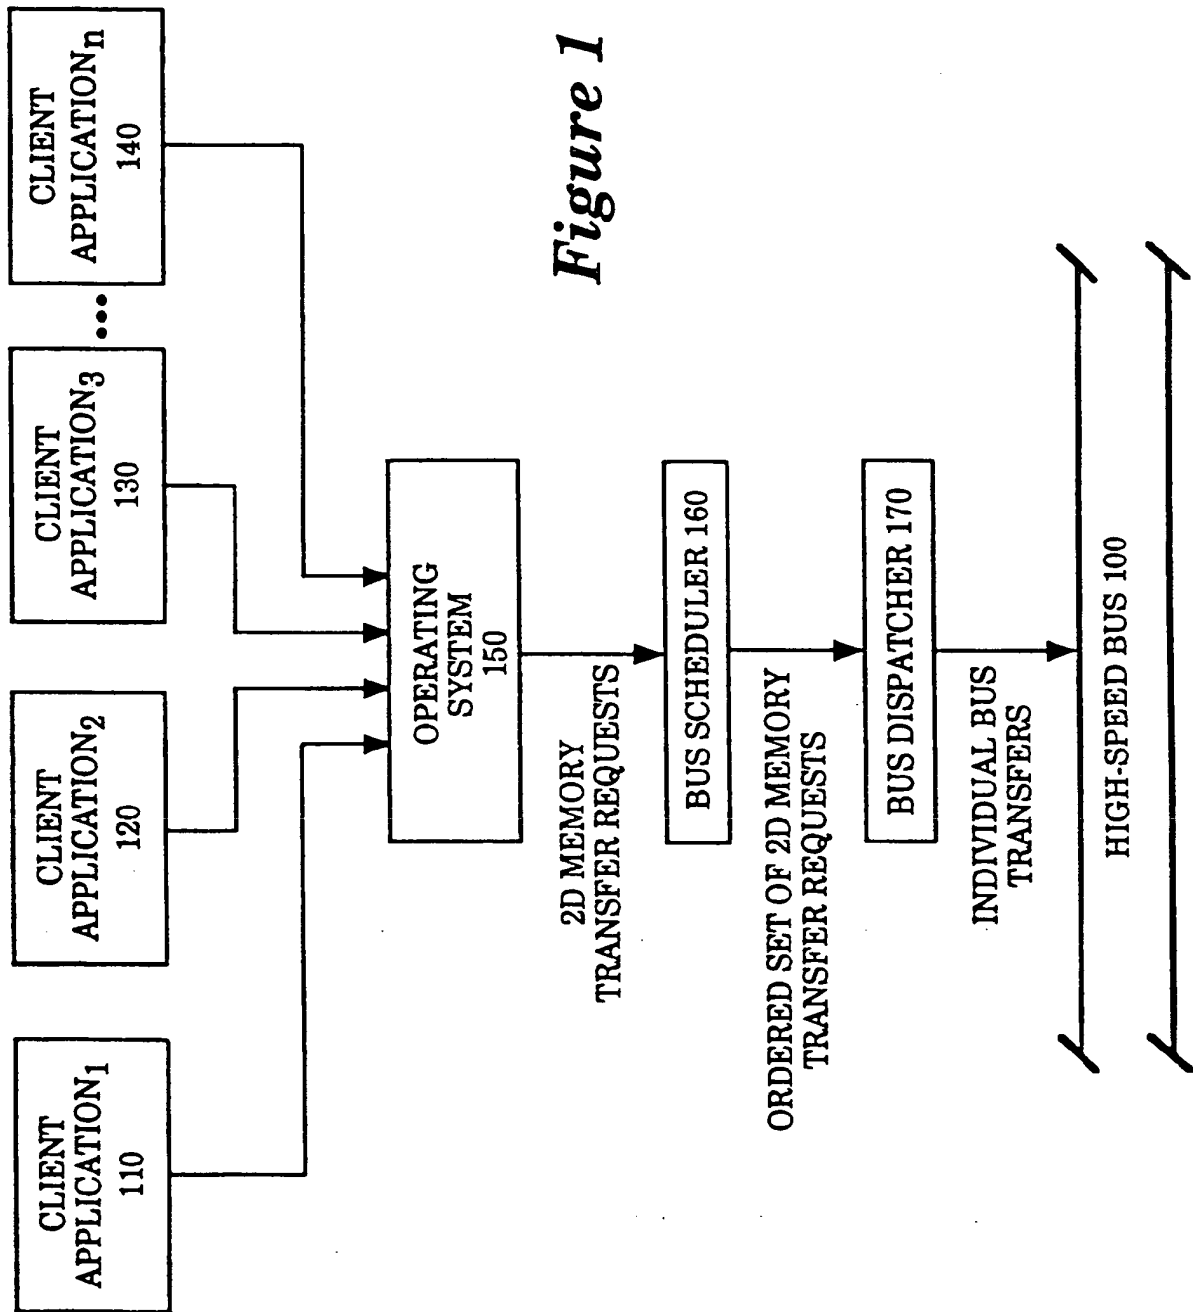 CLIENT
APPLICATION1
110
CLIENT
APPLICATION2
120
CLIENT
APPLICATION3
130
•••
CLIENT
APPLICATIONn
140
OPERATING
SYSTEM
150
2D MEMORY
TRANSFER REQUESTS
BUS SCHEDULER 160
ORDERED SET OF 2D MEMORY
TRANSFER REQUESTS
BUS DISPATCHER 170
INDIVIDUAL BUS
TRANSFERS
HIGH-SPEED BUS 100
Figure 1